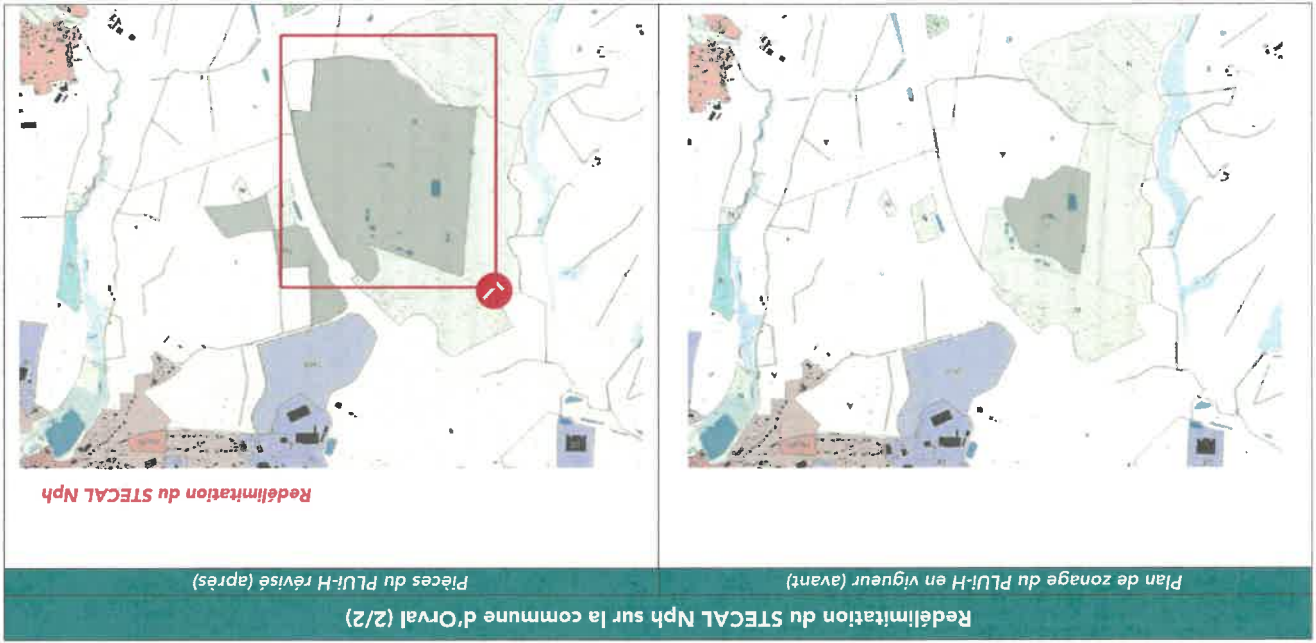 Redélimitation du STECAL Nph sur la commune d'Orval (2/2)
Plan de zonage du PLUi-H en vigueur (avant)
Pièces du PLUi-H révisé (après)
Redélimitation du STECAL Nph
1